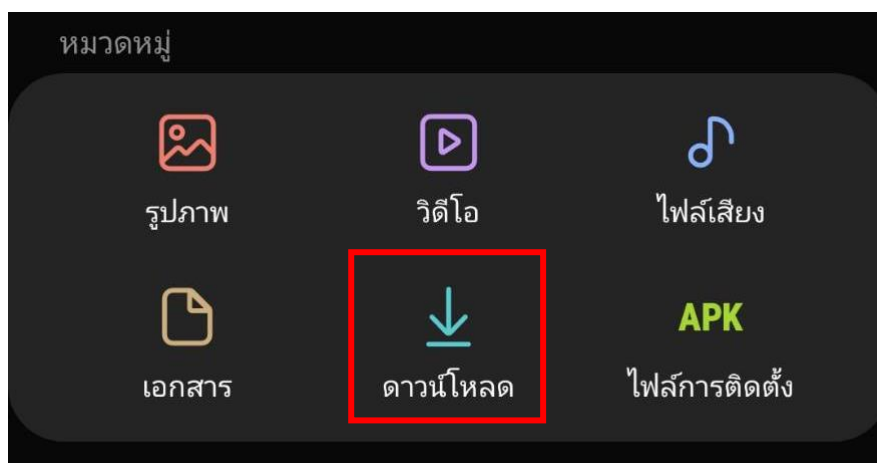 หมวดหมู่
รูปภาพ วิดีโอ ไฟล์เสียง
APK
เอกสาร ดาวน์โหลด ไฟล์การติดตั้ง